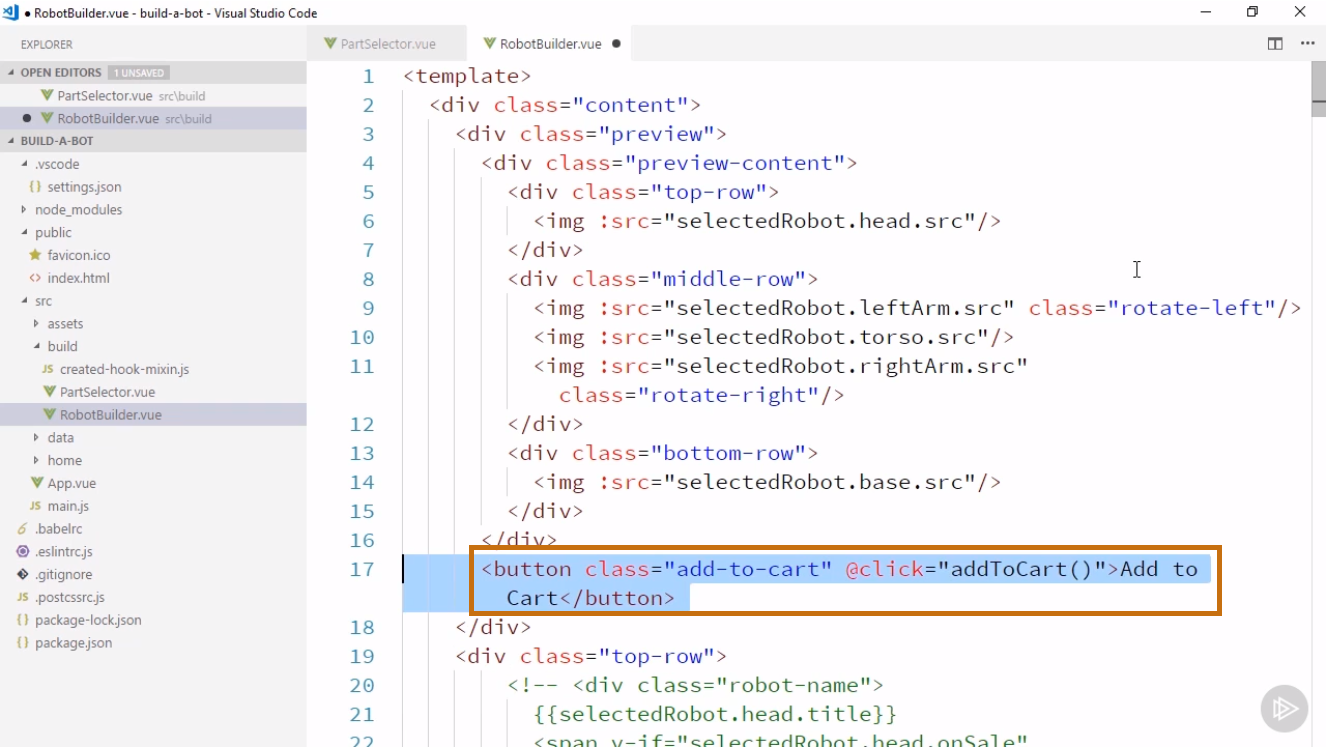 RobotBuilder.vue - build-a-bot - Visual Studio Code
EXPLORER
OPEN EDITORS 1 UNSAVED
PartSelector.vue src\build
RobotBuilder.vue src\build
BUILD-A-BOT
.vscode
{} settings.json
node_modules
public
favicon.ico
<> index.html
src
assets
build
JS created-hook-mixin.js
PartSelector.vue
RobotBuilder.vue
data
home
App.vue
JS main.js
.babelrc
.eslintrc.js
.gitignore
JS .postcssrc.js
{} package-lock.json
{} package.json
PartSelector.vue
RobotBuilder.vue
1 <template>
2 <div class="content">
3 <div class="preview">
4 <div class="preview-content">
5 <div class="top-row">
6 <img :src="selectedRobot.head.src"/>
7 </div>
8 <div class="middle-row">
9 <img :src="selectedRobot.leftArm.src" class="rotate-left"/>
10 <img :src="selectedRobot.torso.src"/>
11 <img :src="selectedRobot.rightArm.src"
class="rotate-right"/>
12 </div>
13 <div class="bottom-row">
14 <img :src="selectedRobot.base.src"/>
15 </div>
16 </div>
17 <button class="add-to-cart" @click="addToCart()">Add to
Cart</button>
18 </div>
19 <div class="top-row">
20 <!-- <div class="robot-name">
21 {{selectedRobot.head.title}}
22 <span v-if="selectedRobot.head.onSale"